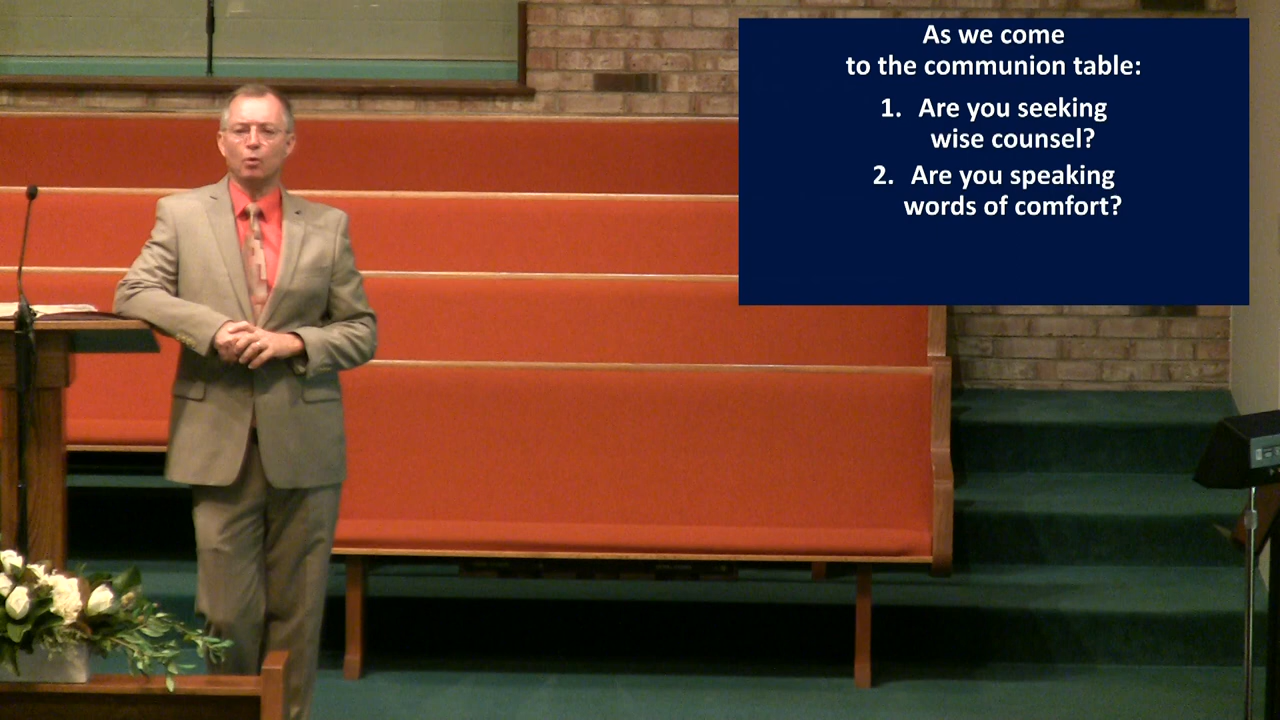 As we come
to the communion table:
1. Are you seeking
wise counsel?
2. Are you speaking
words of comfort?